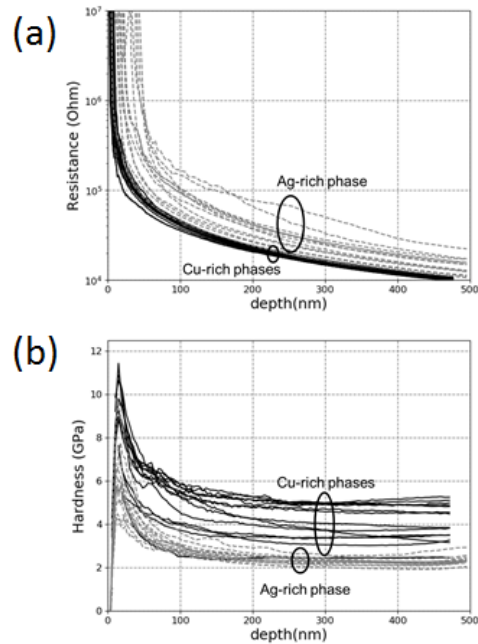 (a)
10⁷
10⁶
10⁵
10⁴
Resistance (Ohm)
Ag-rich phase
Cu-rich phases
0
100
200
300
400
500
depth(nm)
(b)
12
10
8
6
4
2
0
Hardness (GPa)
Cu-rich phases
Ag-rich phase
0
100
200
300
400
500
depth(nm)